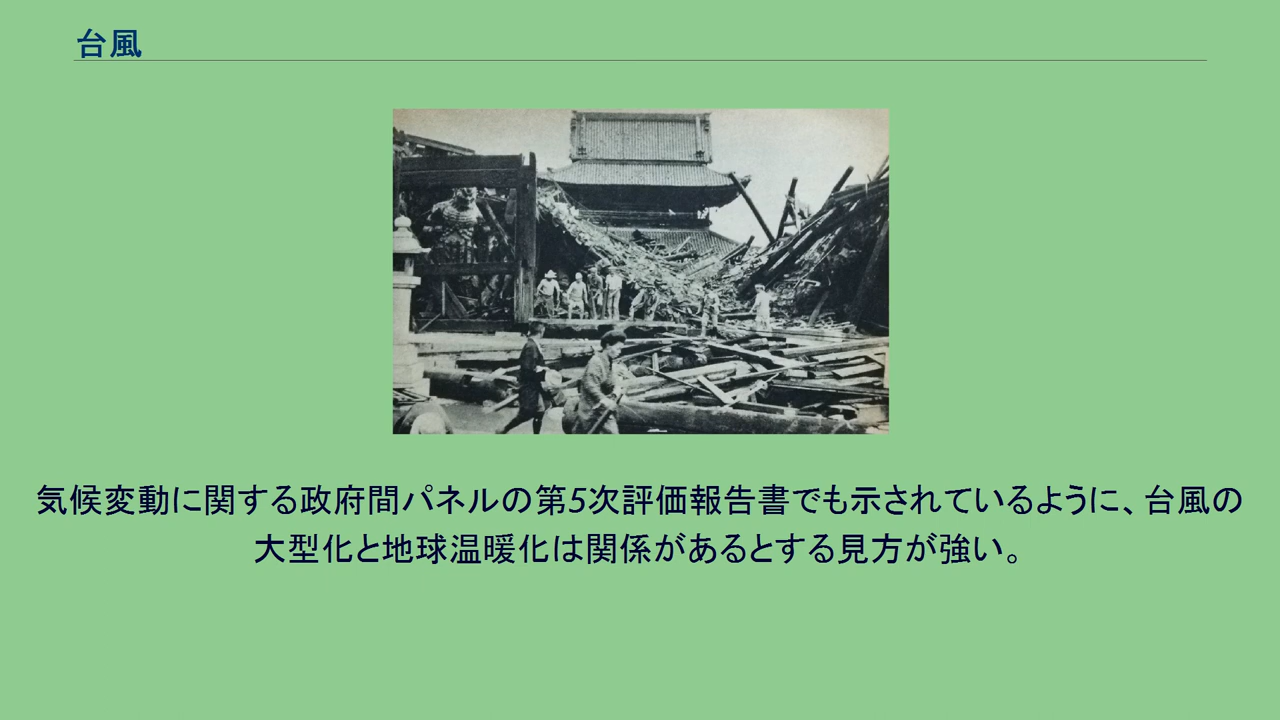 台風
気候変動に関する政府間パネルの第5次評価報告書でも示されているように、台風の
大型化と地球温暖化は関係があるとする見方が強い。